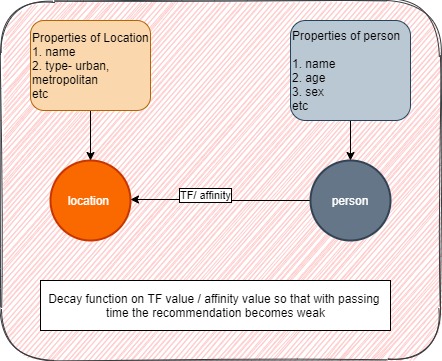 Properties of Location
1. name
2. type- urban,
metropolitan
etc
Properties of person
1. name
2. age
3. sex
etc
location
TF/ affinity
person
Decay function on TF value / affinity value so that with passing
time the recommendation becomes weak